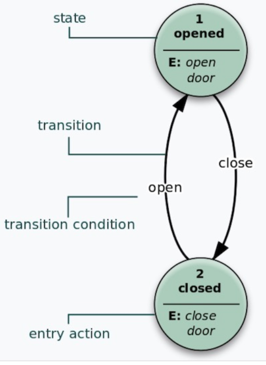 state
1
opened
E: open
door
transition
close
open
transition condition
2
closed
E: close
door
entry action